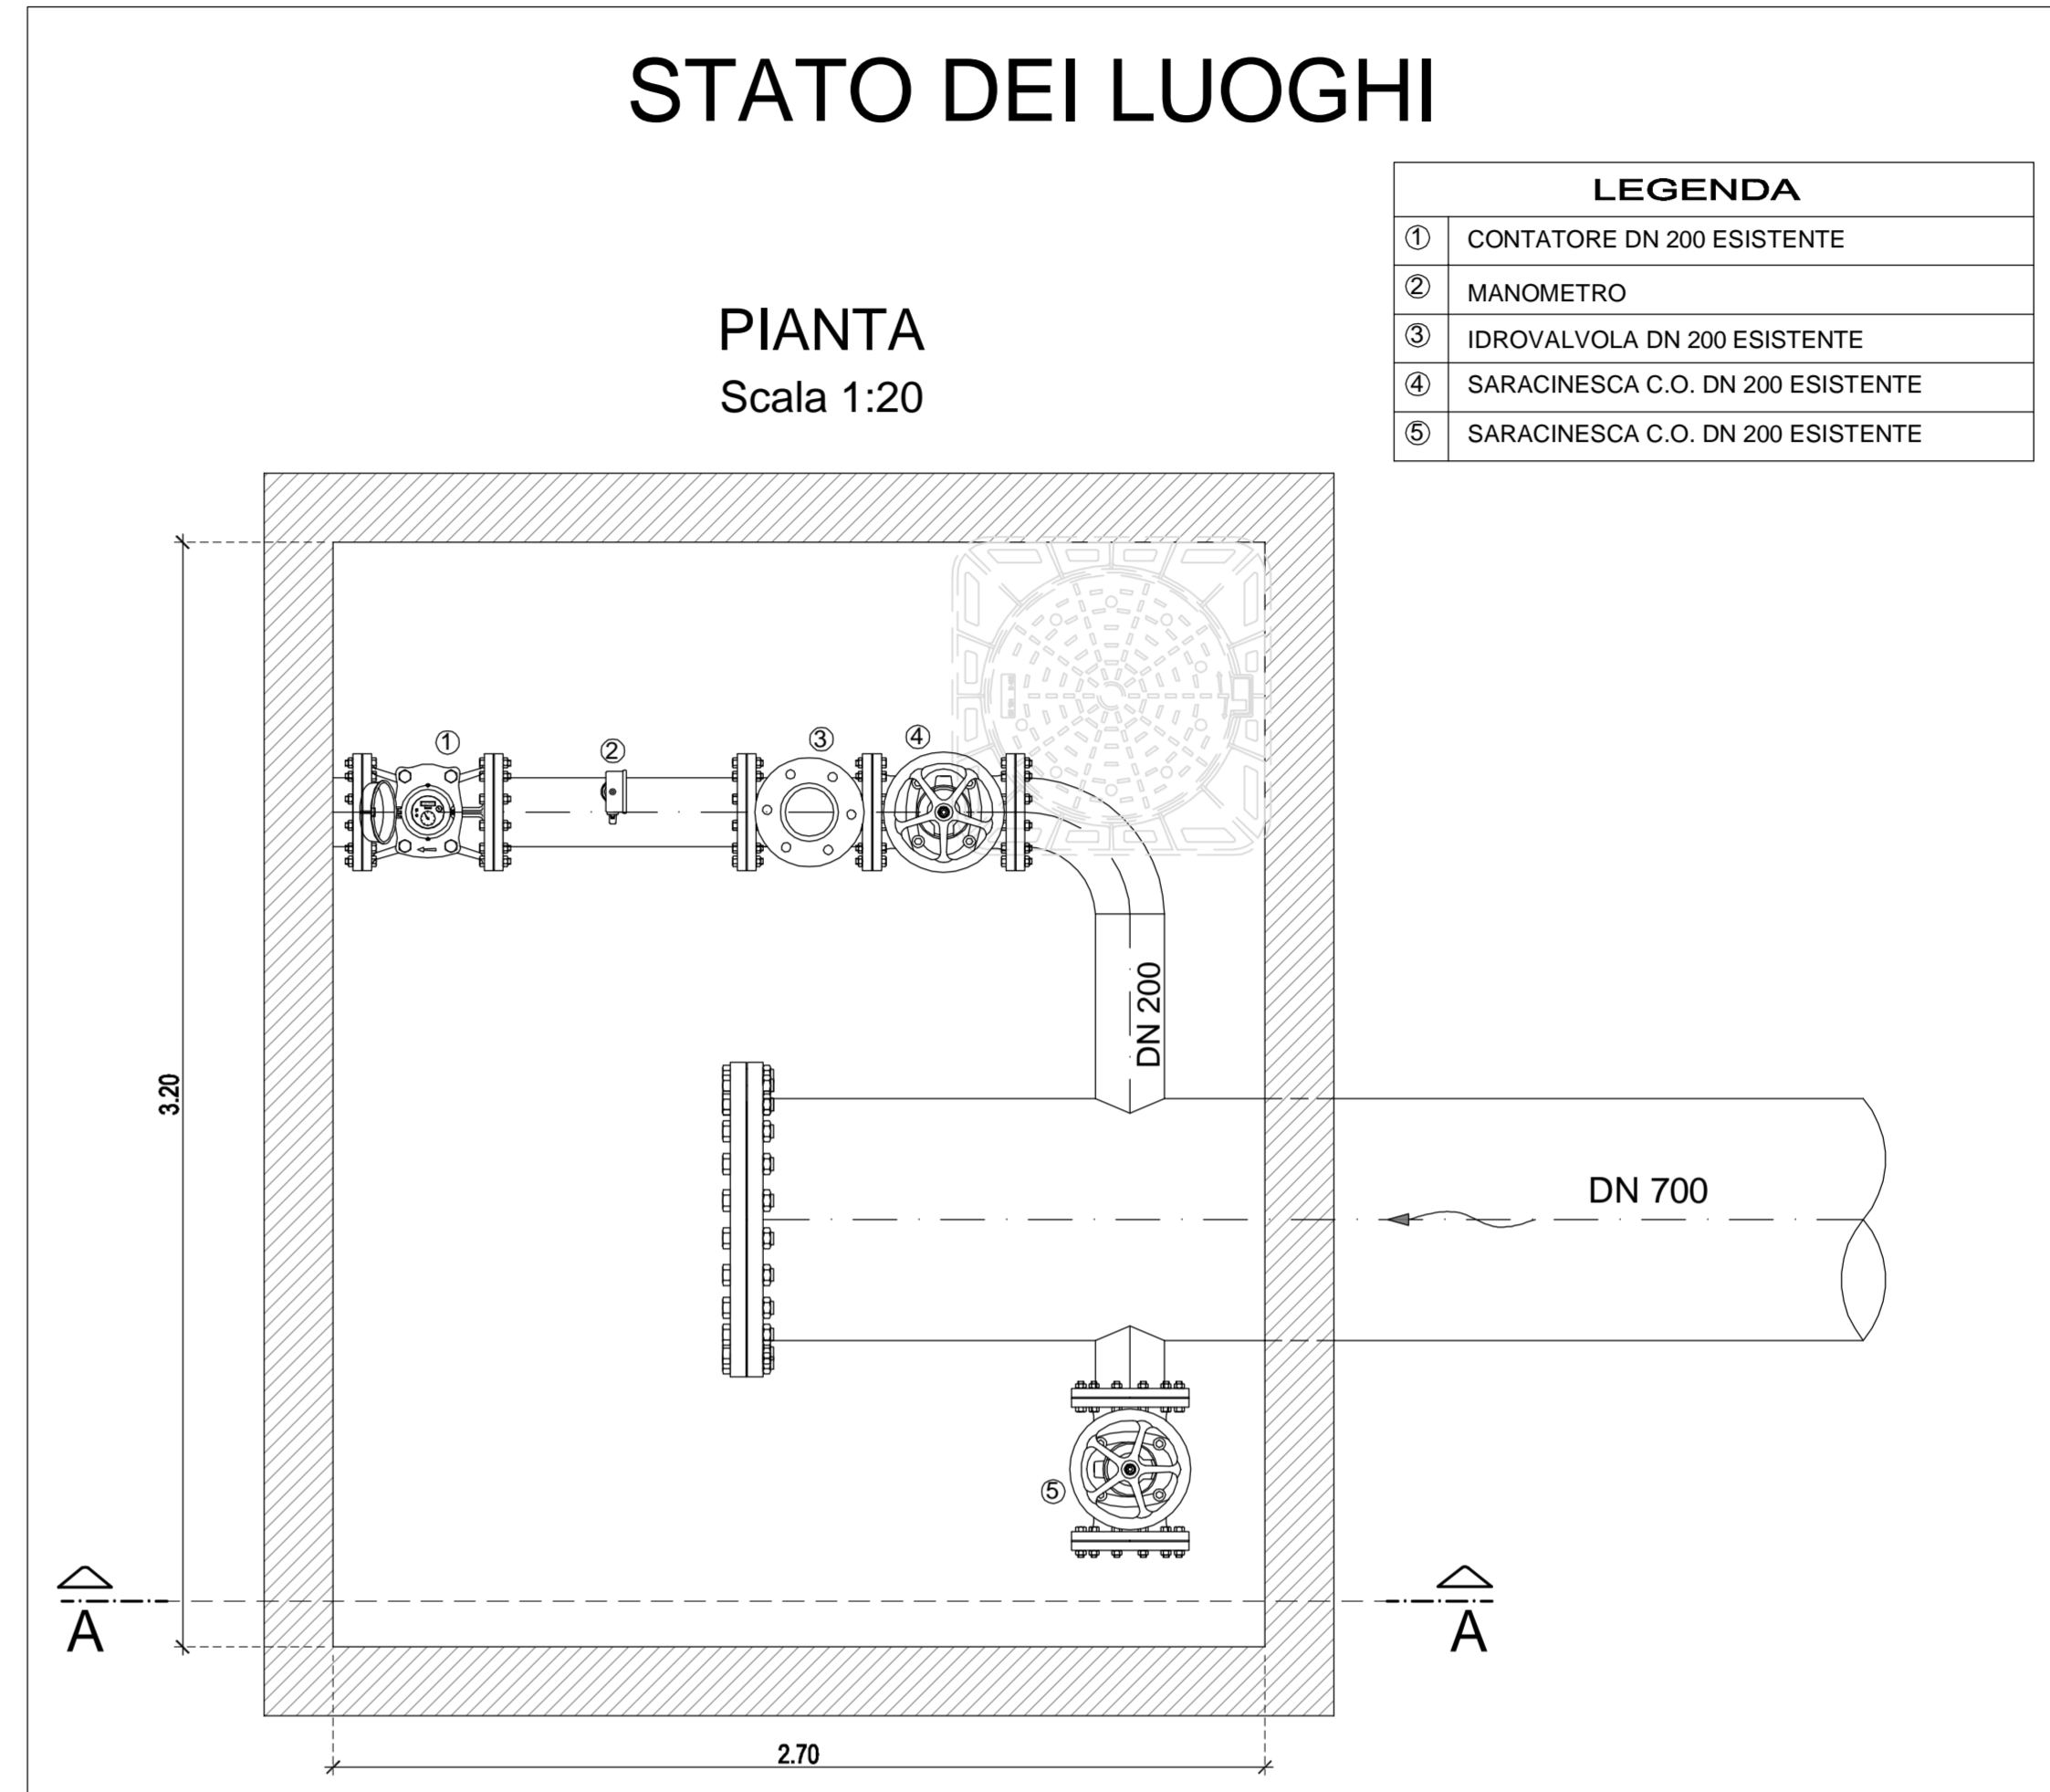 STATO DEI LUOGHI
LEGENDA
① CONTATORE DN 200 ESISTENTE
② MANOMETRO
③ IDROVALVOLA DN 200 ESISTENTE
④ SARACINESCA C.O. DN 200 ESISTENTE
⑤ SARACINESCA C.O. DN 200 ESISTENTE
PIANTA
Scala 1:20
①
②
③
④
DN 200
3.20
DN 700
⑤
A
A
2.70